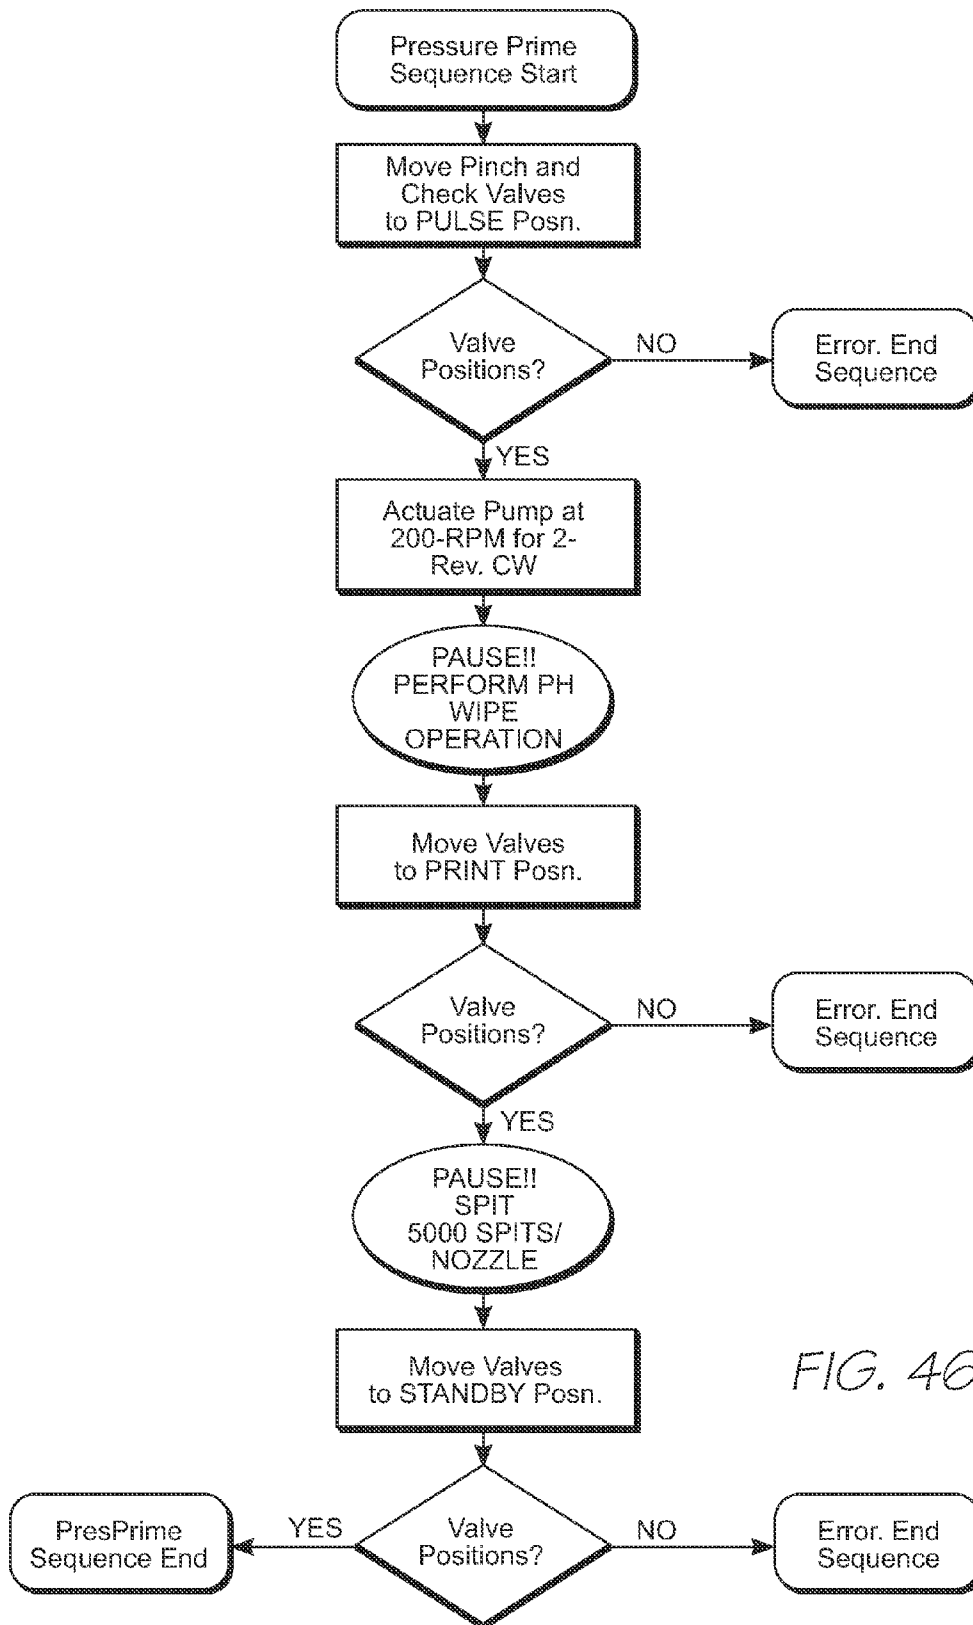 Pressure Prime
Sequence Start
Move Pinch and
Check Valves
to PULSE Posn.
Valve
Positions?
NO
Error. End
Sequence
YES
Actuate Pump at
200-RPM for 2-
Rev. CW
PAUSE!!
PERFORM PH
WIPE
OPERATION
Move Valves
to PRINT Posn.
Valve
Positions?
NO
Error. End
Sequence
YES
PAUSE!!
SPIT
5000 SPITS/
NOZZLE
Move Valves
to STANDBY Posn.
FIG. 46
Valve
Positions?
YES
PresPrime
Sequence End
NO
Error. End
Sequence